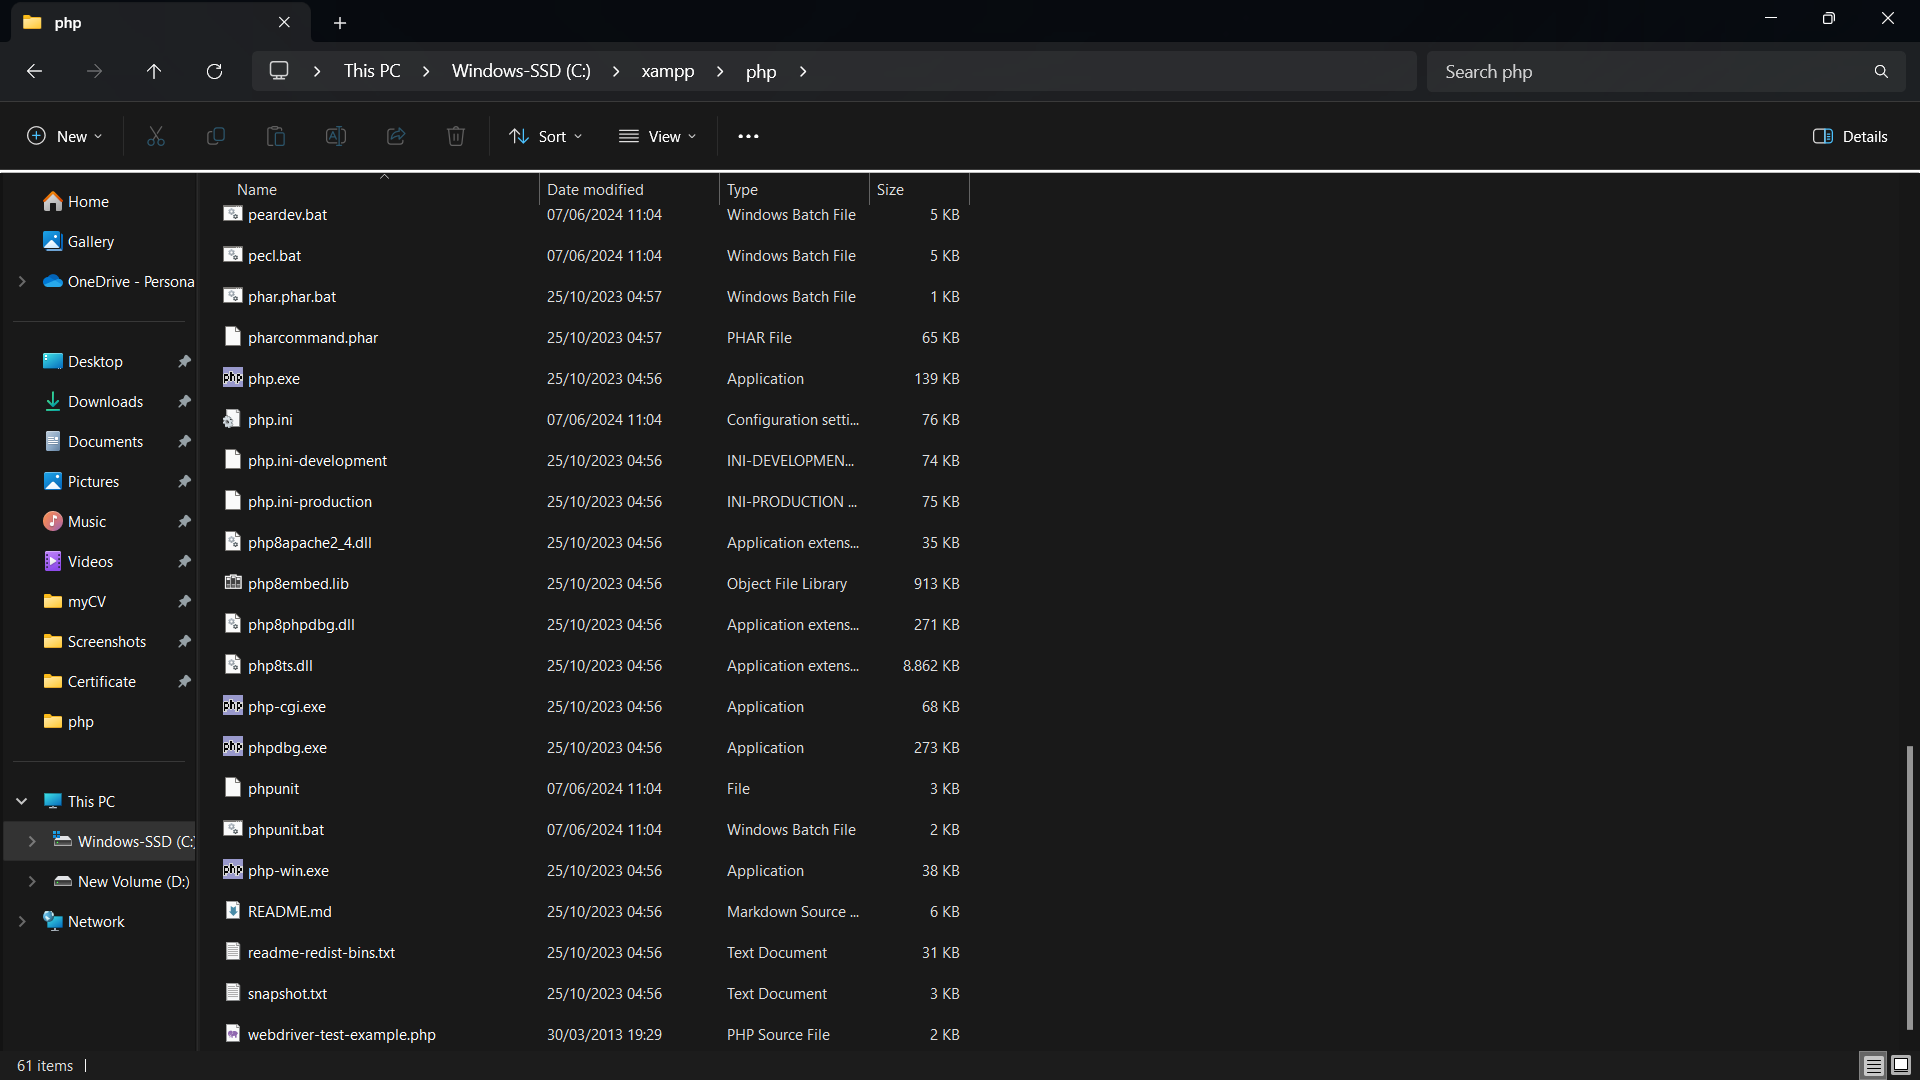 php
This PC
Windows-SSD (C:)
xampp
php
Search php
New
Sort
View
Details
Home
Gallery
OneDrive - Persona
Desktop
Downloads
Documents
Pictures
Music
Videos
myCV
Screenshots
Certificate
php
This PC
Windows-SSD (C:)
New Volume (D:)
Network
Name Date modified Type Size
peardev.bat 07/06/2024 11:04 Windows Batch File 5 KB
pecl.bat 07/06/2024 11:04 Windows Batch File 5 KB
phar.phar.bat 25/10/2023 04:57 Windows Batch File 1 KB
pharcommand.phar 25/10/2023 04:57 PHAR File 65 KB
php.exe 25/10/2023 04:56 Application 139 KB
php.ini 07/06/2024 11:04 Configuration setti... 76 KB
php.ini-development 25/10/2023 04:56 INI-DEVELOPMEN... 74 KB
php.ini-production 25/10/2023 04:56 INI-PRODUCTION ... 75 KB
php8apache2_4.dll 25/10/2023 04:56 Application extens... 35 KB
php8embed.lib 25/10/2023 04:56 Object File Library 913 KB
php8phpdbg.dll 25/10/2023 04:56 Application extens... 271 KB
php8ts.dll 25/10/2023 04:56 Application extens... 8.862 KB
php-cgi.exe 25/10/2023 04:56 Application 68 KB
phpdbg.exe 25/10/2023 04:56 Application 273 KB
phpunit 07/06/2024 11:04 File 3 KB
phpunit.bat 07/06/2024 11:04 Windows Batch File 2 KB
php-win.exe 25/10/2023 04:56 Application 38 KB
README.md 25/10/2023 04:56 Markdown Source ... 6 KB
readme-redist-bins.txt 25/10/2023 04:56 Text Document 31 KB
snapshot.txt 25/10/2023 04:56 Text Document 3 KB
webdriver-test-example.php 30/03/2013 19:29 PHP Source File 2 KB
61 items